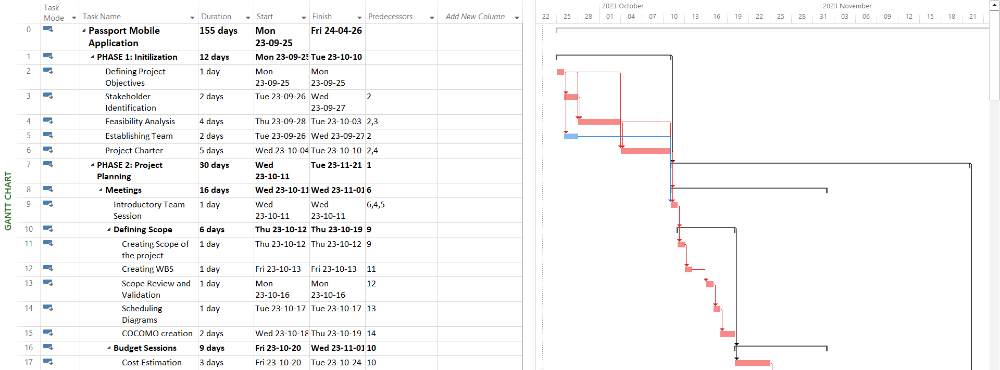 Task Mode
Task Name
Duration
Start
Finish
Predecessors
Add New Column
2023 October
2023 November
22 25 28 01 04 07 10 13 16 19 22 25 28 31 03 06 09 12 15 18 21
GANTT CHART
0 Passport Mobile Application 155 days Mon 23-09-25 Fri 24-04-26
1 PHASE 1: Initilization 12 days Mon 23-09-25 Tue 23-10-10
2 Defining Project Objectives 1 day Mon 23-09-25 Mon 23-09-25
3 Stakeholder Identification 2 days Tue 23-09-26 Wed 23-09-27 2
4 Feasibility Analysis 4 days Thu 23-09-28 Tue 23-10-03 2,3
5 Establishing Team 2 days Tue 23-09-26 Wed 23-09-27 2
6 Project Charter 5 days Wed 23-10-04 Tue 23-10-10 2,4
7 PHASE 2: Project Planning 30 days Wed 23-10-11 Tue 23-11-21 1
8 Meetings 16 days Wed 23-10-11 Wed 23-11-01 6
9 Introductory Team Session 1 day Wed 23-10-11 Wed 23-10-11 6,4,5
10 Defining Scope 6 days Thu 23-10-12 Thu 23-10-19 9
11 Creating Scope of the project 1 day Thu 23-10-12 Thu 23-10-12 9
12 Creating WBS 1 day Fri 23-10-13 Fri 23-10-13 11
13 Scope Review and Validation 1 day Mon 23-10-16 Mon 23-10-16 12
14 Scheduling Diagrams 1 day Tue 23-10-17 Tue 23-10-17 13
15 COCOMO creation 2 days Wed 23-10-18 Thu 23-10-19 14
16 Budget Sessions 9 days Fri 23-10-20 Wed 23-11-01 10
17 Cost Estimation 3 days Fri 23-10-20 Tue 23-10-24 10